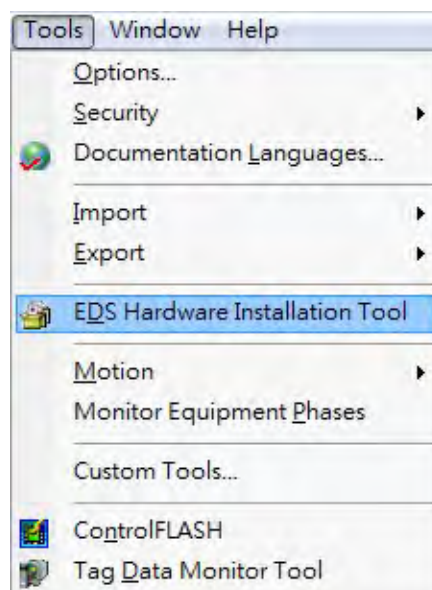 Tools Window Help
Options...
Security
Documentation Languages...
Import
Export
EDS Hardware Installation Tool
Motion
Monitor Equipment Phases
Custom Tools...
ControlFLASH
Tag Data Monitor Tool